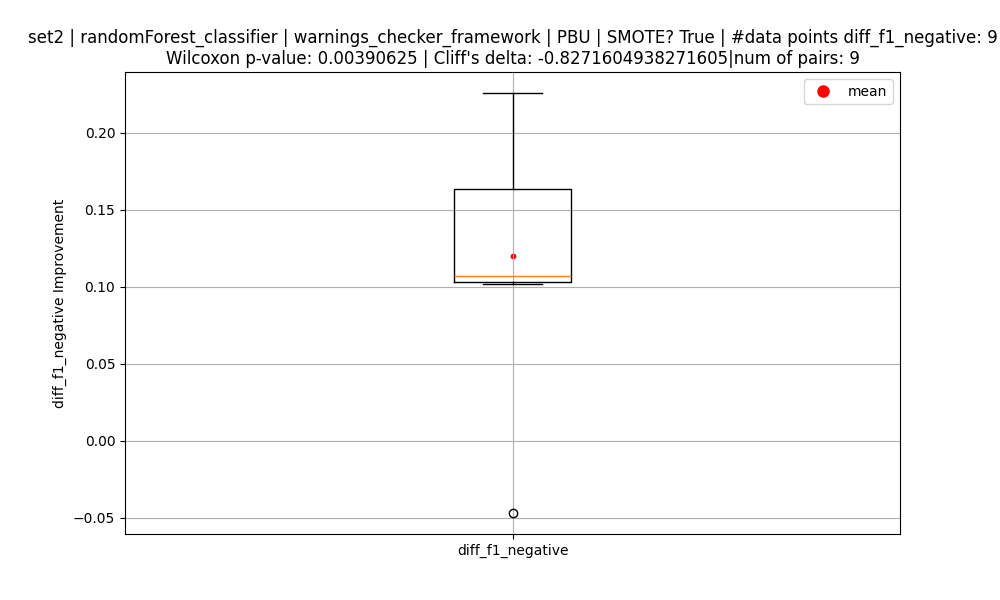 set2 | randomForest_classifier | warnings_checker_framework | PBU | SMOTE? True | #data points diff_f1_negative: 9
Wilcoxon p-value: 0.00390625 | Cliff's delta: -0.8271604938271605|num of pairs: 9
mean
0.20
0.15
0.10
0.05
0.00
−0.05
diff_f1_negative Improvement
diff_f1_negative